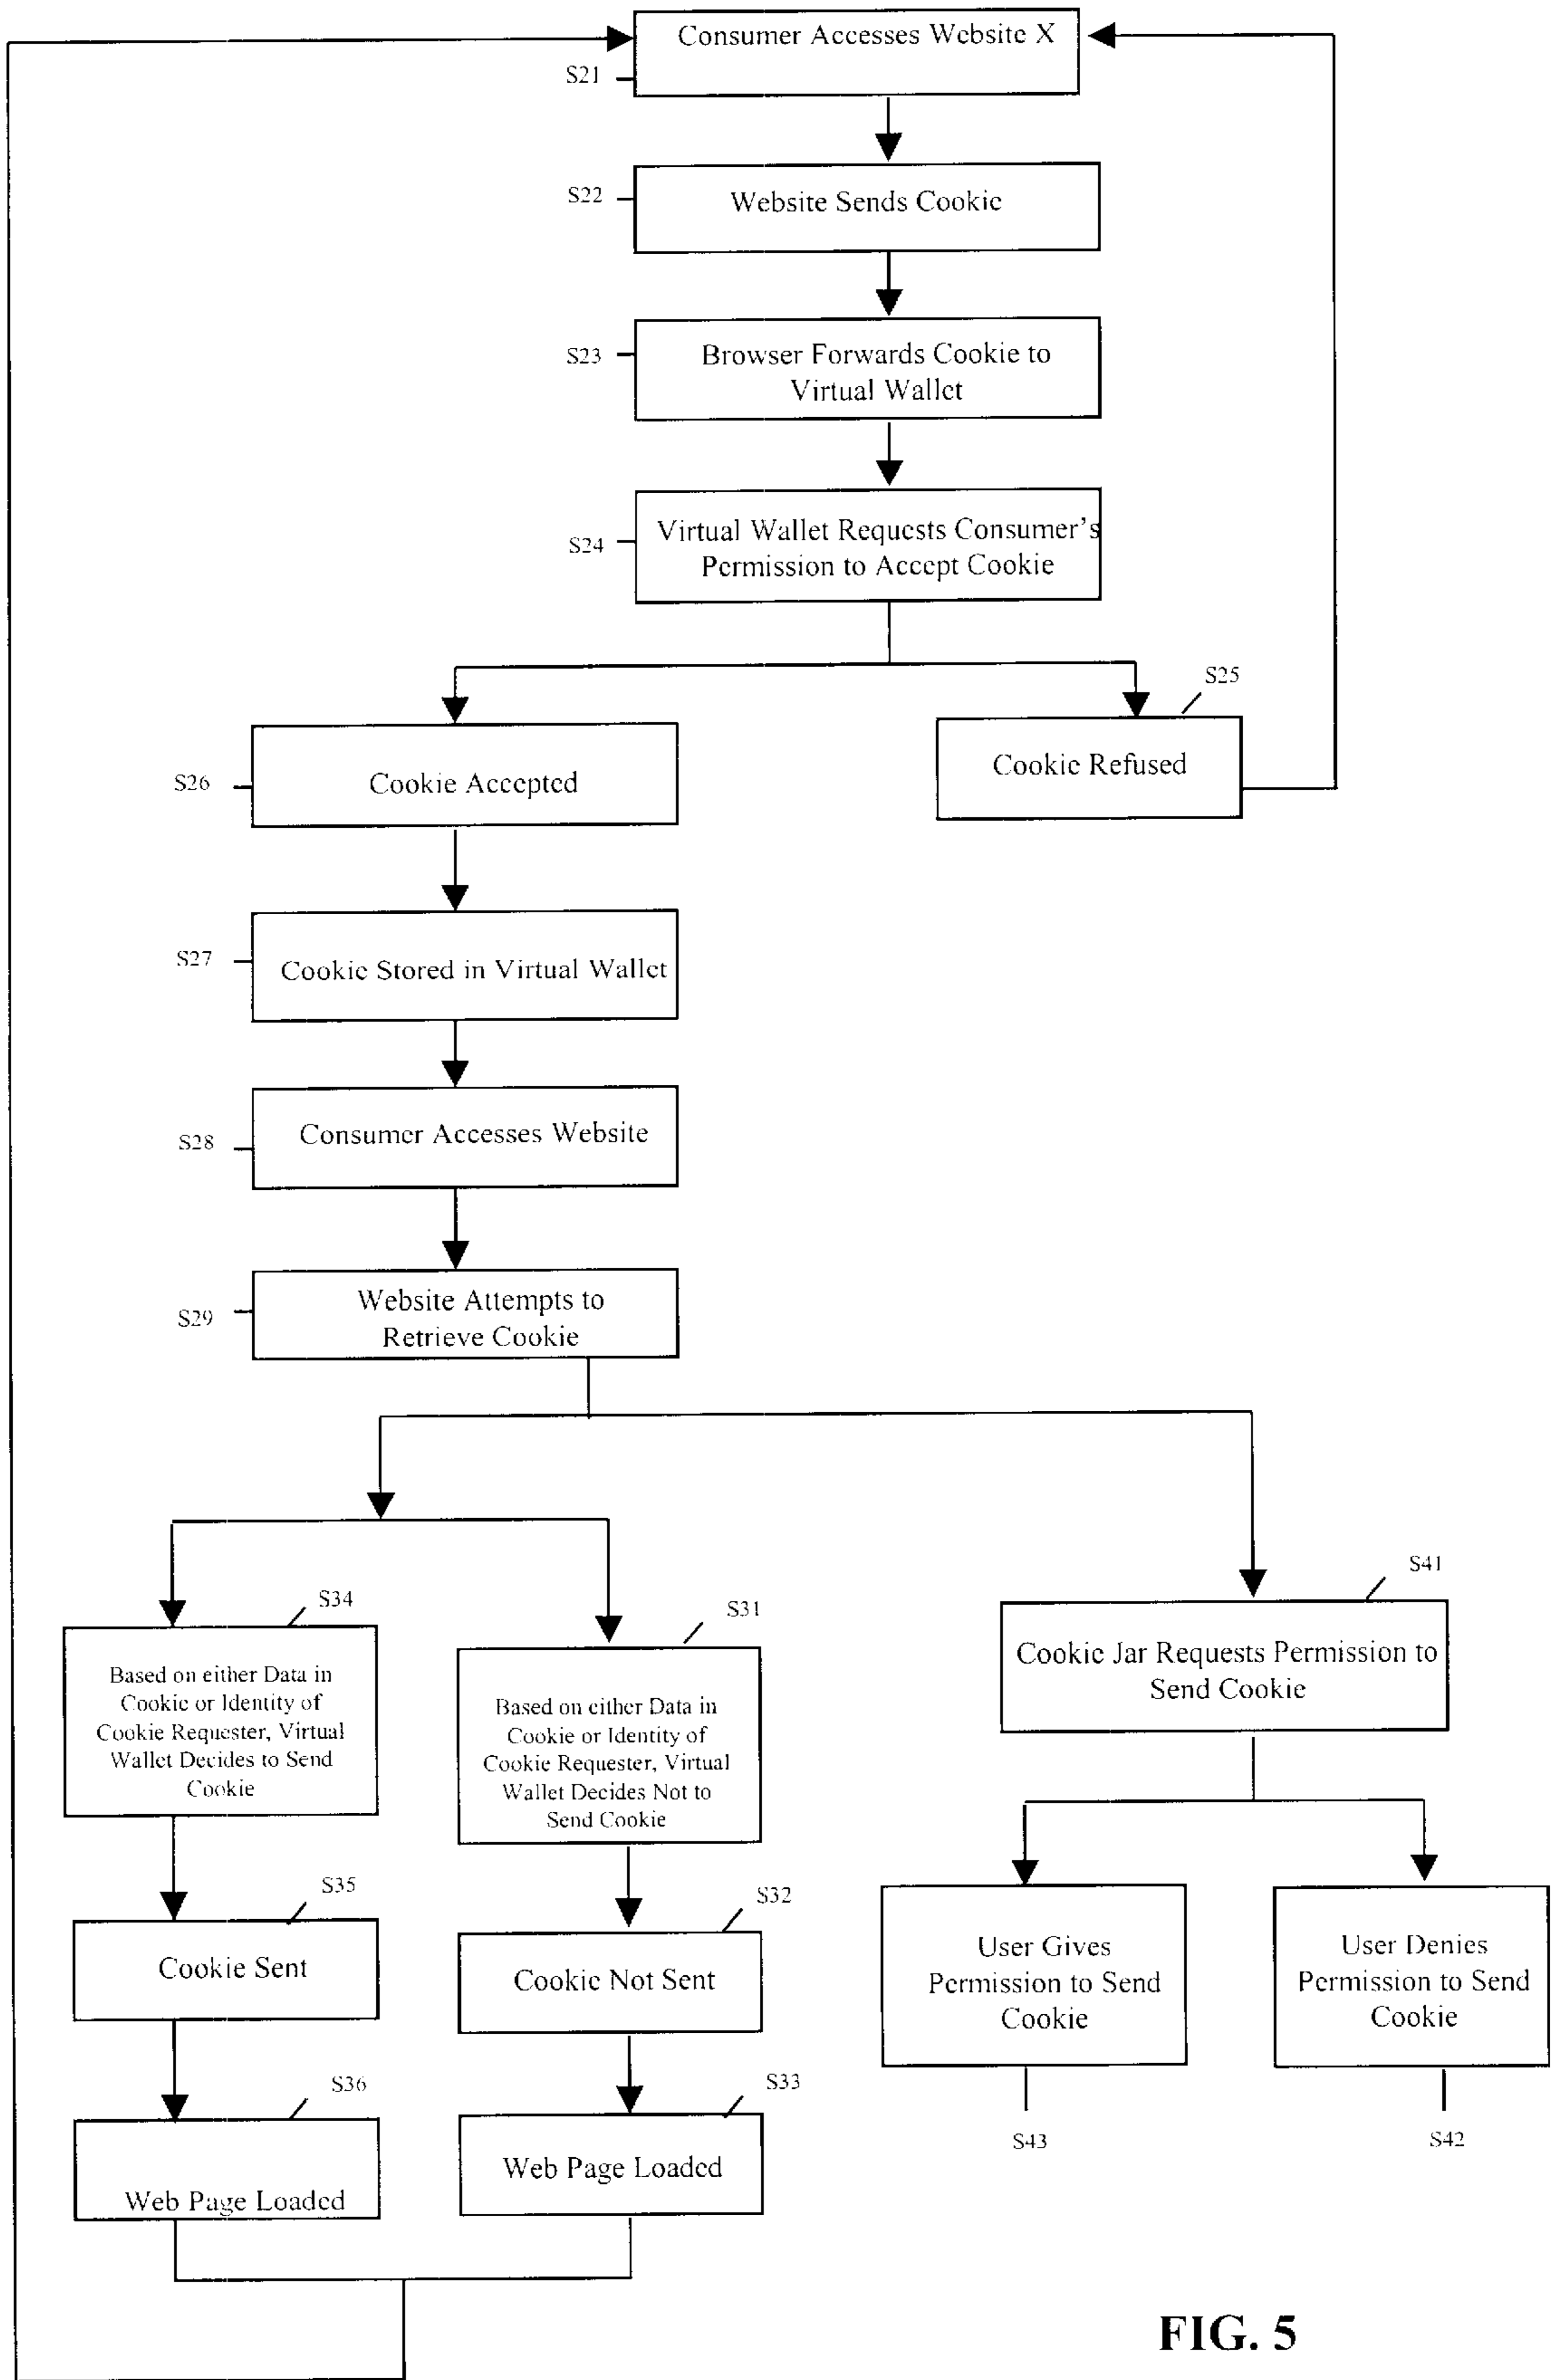 Consumer Accesses Website X
S21
S22
Website Sends Cookie
S23
Browser Forwards Cookie to
Virtual Wallet
S24
Virtual Wallet Requests Consumer's
Permission to Accept Cookie
S25
Cookie Refused
S26
Cookie Accepted
S27
Cookie Stored in Virtual Wallet
S28
Consumer Accesses Website
S29
Website Attempts to
Retrieve Cookie
S34
Based on either Data in
Cookie or Identity of
Cookie Requester, Virtual
Wallet Decides to Send
Cookie
S31
Based on either Data in
Cookie or Identity of
Cookie Requester, Virtual
Wallet Decides Not to
Send Cookie
S41
Cookie Jar Requests Permission to
Send Cookie
S35
Cookie Sent
S32
Cookie Not Sent
User Gives
Permission to Send
Cookie
User Denies
Permission to Send
Cookie
S36
Web Page Loaded
S33
Web Page Loaded
S43
S42
FIG. 5